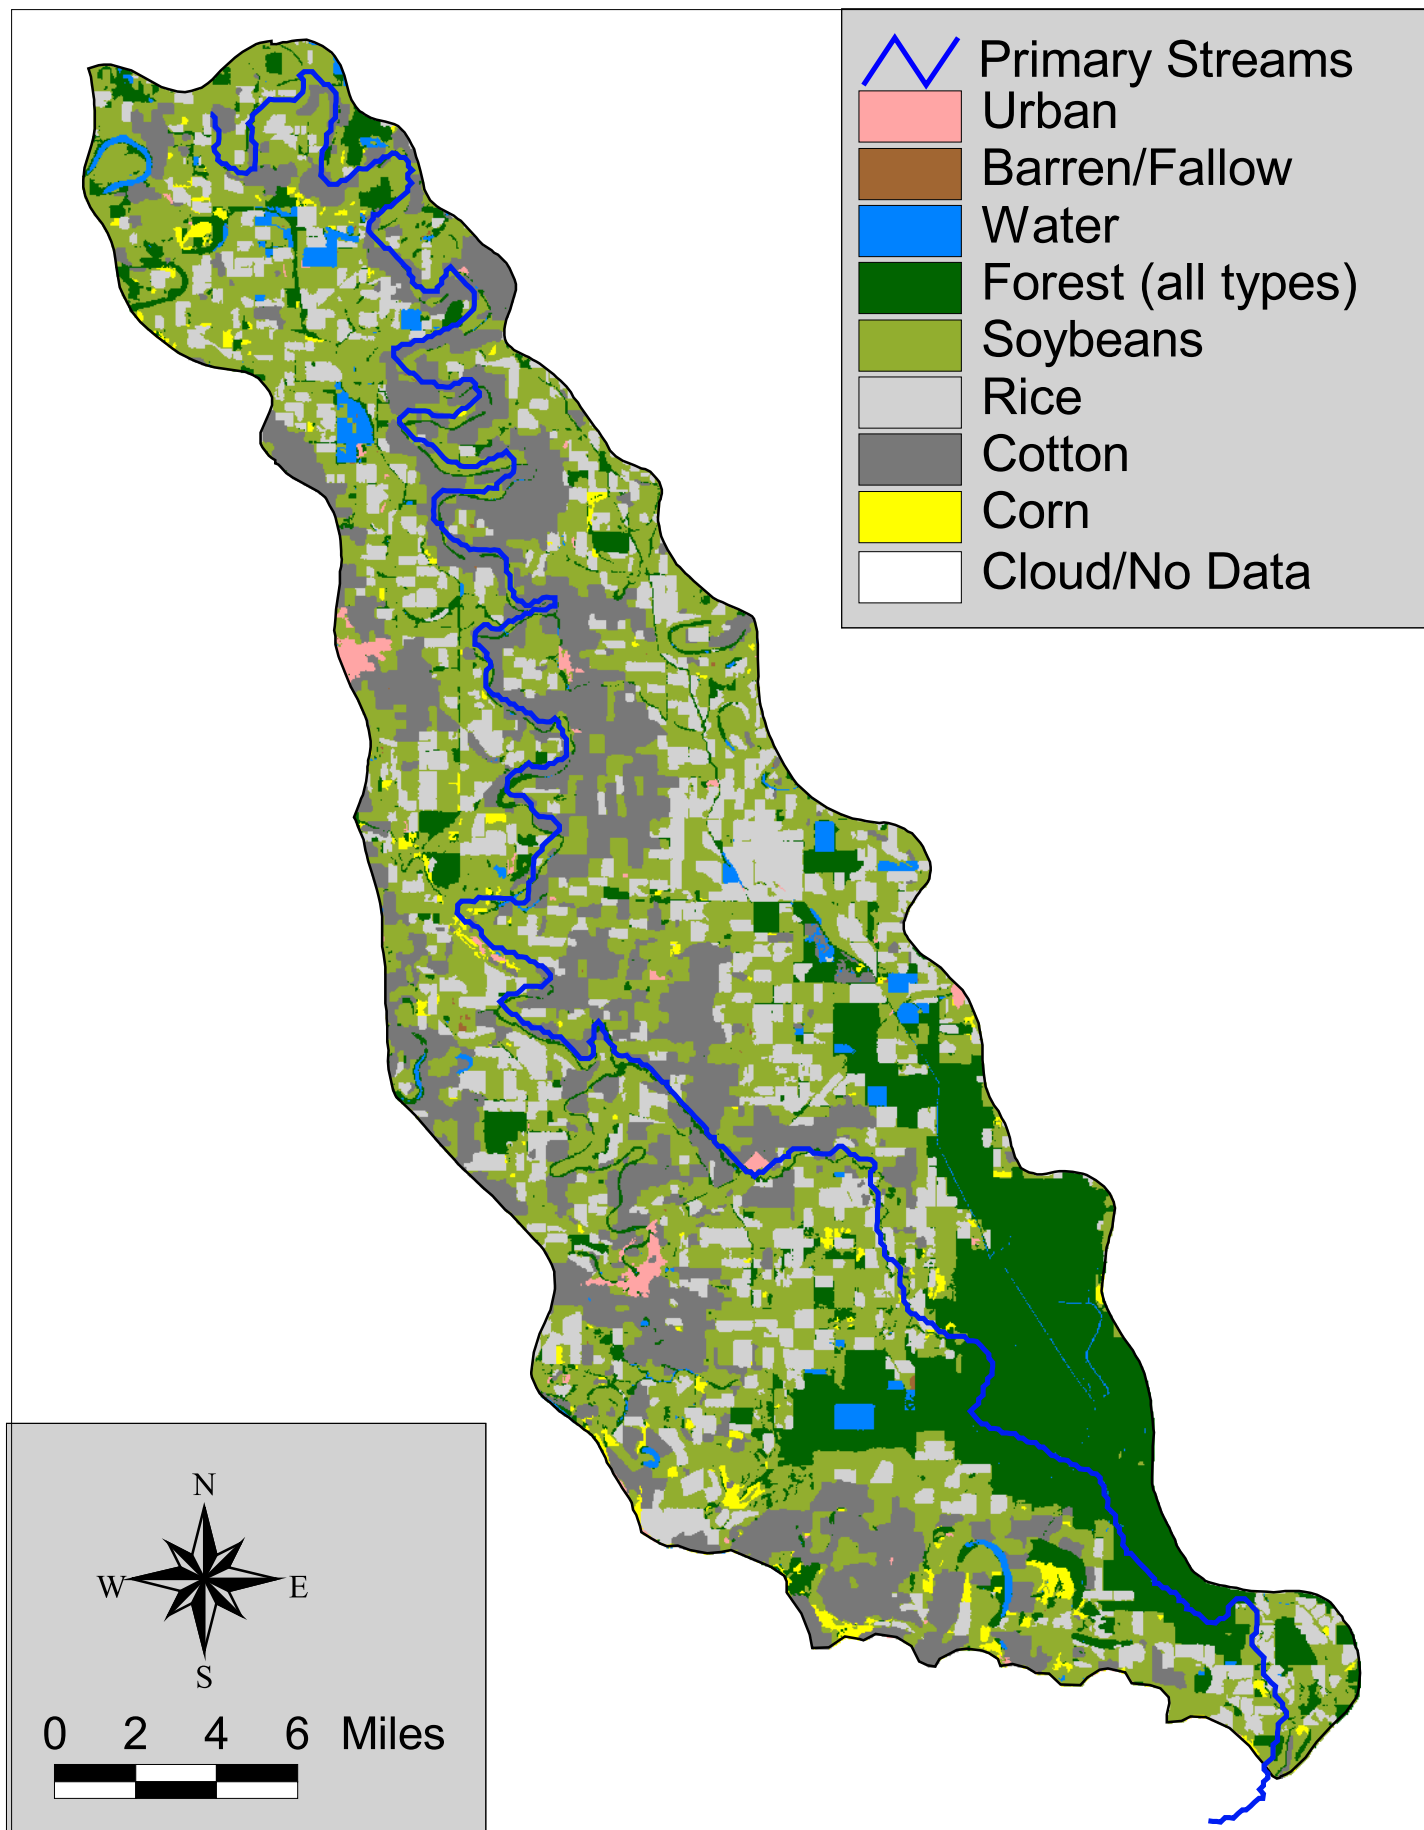 Primary Streams
Urban
Barren/Fallow
Water
Forest (all types)
Soybeans
Rice
Cotton
Corn
Cloud/No Data
N
W E
S
0 2 4 6 Miles